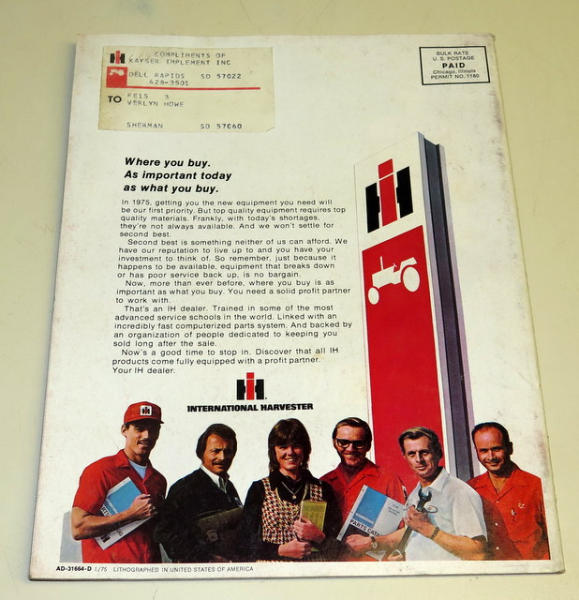 COMPLIMENTS OF
KAYSER IMPLEMENT INC
DELL RAPIDS SD 57022
428-3501
TO
VERLYN HOWE
SHERMAN SD 57060
BULK RATE
U.S. POSTAGE
PAID
Chicago, Illinois
PERMIT NO. 1160
Where you buy.
As important today
as what you buy.
In 1975, getting you the new equipment you need will
be our first priority. But top quality equipment requires top
quality materials. Frankly, with today's shortages,
they're not always available. And we won't settle for
second best.
Second best is something neither of us can afford. We
have our reputation to live up to and you have your
investment to think of. So remember, just because it
happens to be available, equipment that breaks down
or has poor service back up, is no bargain.
Now, more than ever before, where you buy is as
important as what you buy. You need a solid profit partner
to work with.
That's an IH dealer. Trained in some of the most
advanced service schools in the world. Linked with an
incredibly fast computerized parts system. And backed by
an organization of people dedicated to keeping you
sold long after the sale.
Now's a good time to stop in. Discover that all IH
products come fully equipped with a profit partner.
Your IH dealer.
INTERNATIONAL HARVESTER
PARTS
AD-31664-D 1/75 LITHOGRAPHED IN UNITED STATES OF AMERICA